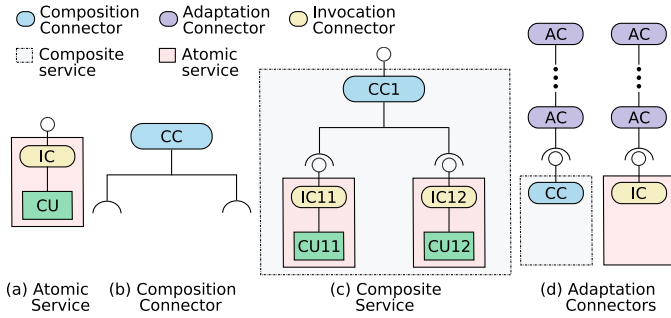 Composition Connector
Adaptation Connector
Invocation Connector
Composite service
Atomic service
IC
CU
(a) Atomic Service
CC
(b) Composition Connector
CC1
IC11
IC12
CU11
CU12
(c) Composite Service
AC
AC
AC
AC
CC
IC
(d) Adaptation Connectors